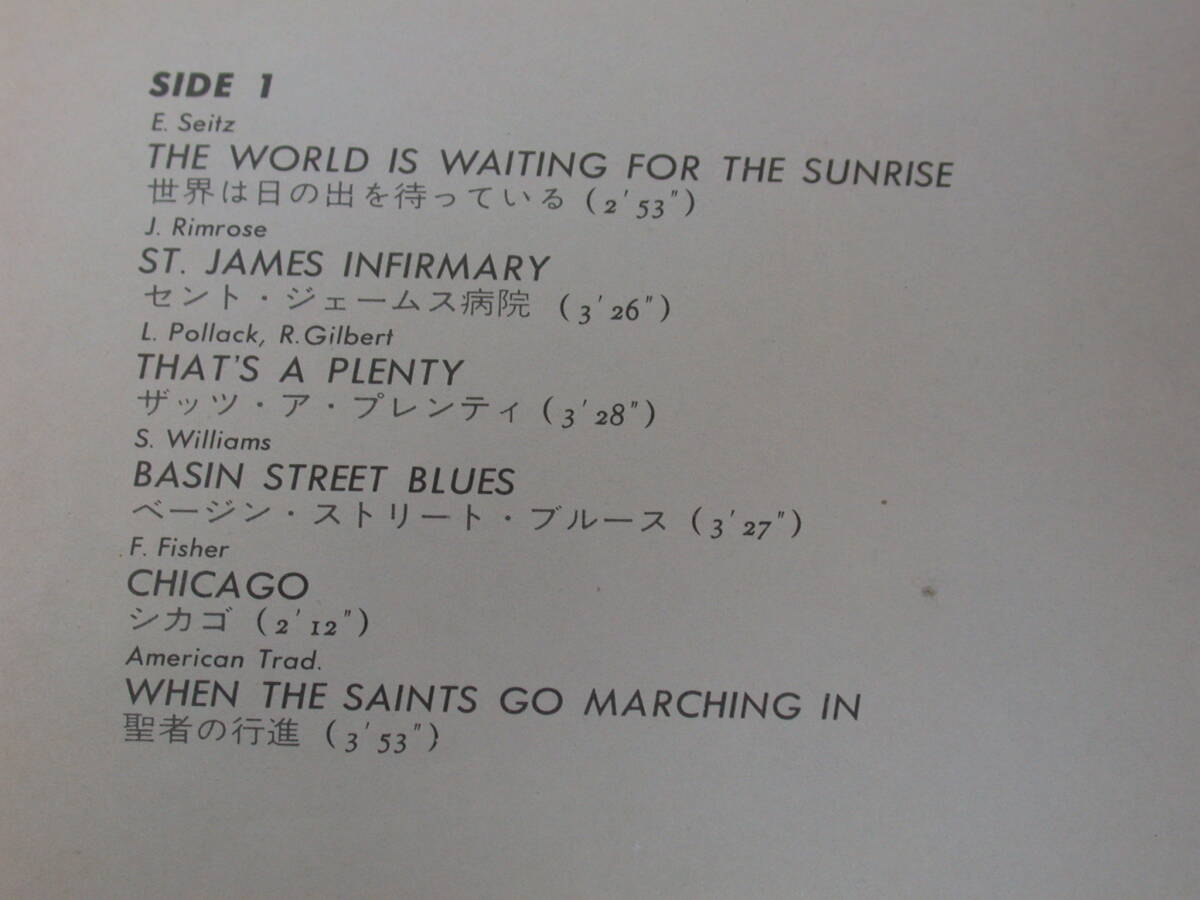 SIDE 1
E. Seitz
THE WORLD IS WAITING FOR THE SUNRISE
世界は日の出を待っている (2′53″)
J. Rimrose
ST. JAMES INFIRMARY
セント・ジェームス病院 (3′26″)
L. Pollack, R.Gilbert
THAT'S A PLENTY
ザッツ・ア・プレンティ (3′28″)
S. Williams
BASIN STREET BLUES
ベージン・ストリート・ブルース (3′27″)
F. Fisher
CHICAGO
シカゴ (2′12″)
American Trad.
WHEN THE SAINTS GO MARCHING IN
聖者の行進 (3′53″)